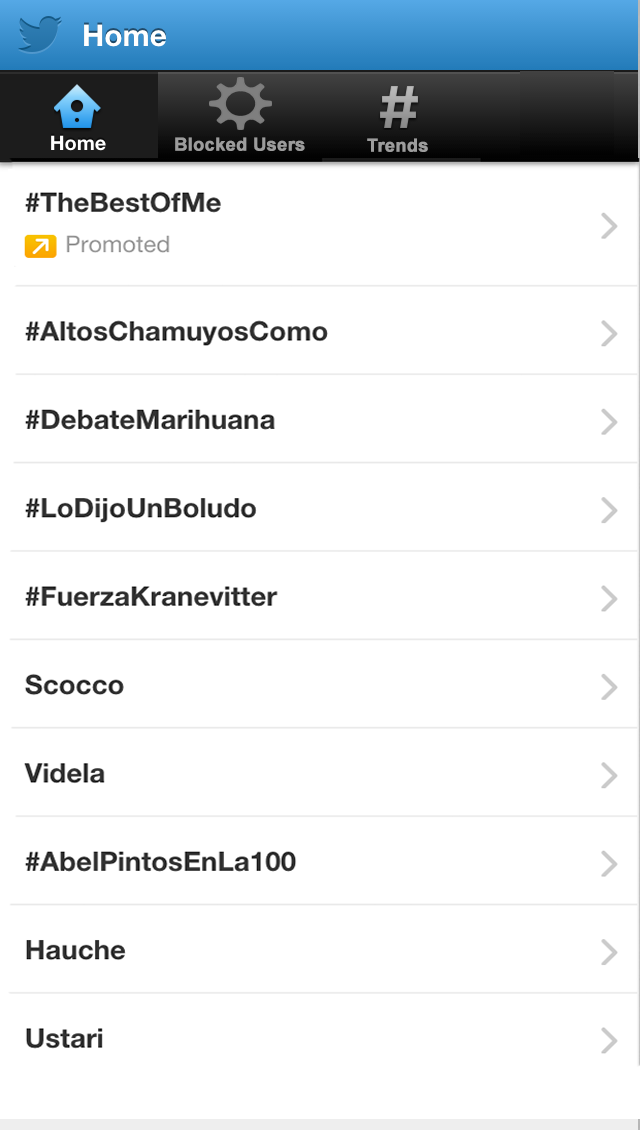 Home
Home
Blocked Users
Trends
#TheBestOfMe
Promoted
#AltosChamuyosComo
#DebateMarihuana
#LoDijoUnBoludo
#FuerzaKranevitter
Scocco
Videla
#AbelPintosEnLa100
Hauche
Ustari